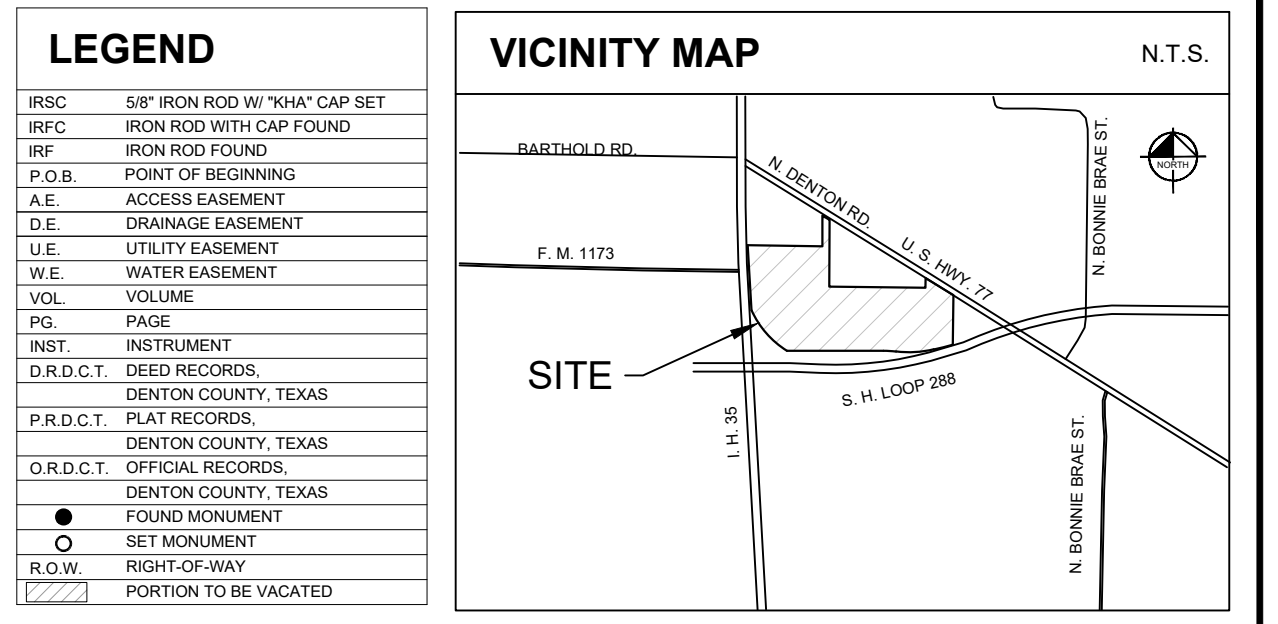 LEGEND
IRSC 5/8" IRON ROD W/ "KHA" CAP SET
IRFC IRON ROD WITH CAP FOUND
IRF IRON ROD FOUND
P.O.B. POINT OF BEGINNING
A.E. ACCESS EASEMENT
D.E. DRAINAGE EASEMENT
U.E. UTILITY EASEMENT
W.E. WATER EASEMENT
VOL. VOLUME
PG. PAGE
INST. INSTRUMENT
D.R.D.C.T. DEED RECORDS,
DENTON COUNTY, TEXAS
P.R.D.C.T. PLAT RECORDS,
DENTON COUNTY, TEXAS
O.R.D.C.T. OFFICIAL RECORDS,
DENTON COUNTY, TEXAS
FOUND MONUMENT
SET MONUMENT
R.O.W. RIGHT-OF-WAY
PORTION TO BE VACATED
VICINITY MAP
N.T.S.
BARTHOLD RD.
N. DENTON RD.
N. BONNIE BRAE ST.
NORTH
F. M. 1173
U. S. HWY. 77
SITE
S. H. LOOP 288
I. H. 35
N. BONNIE BRAE ST.